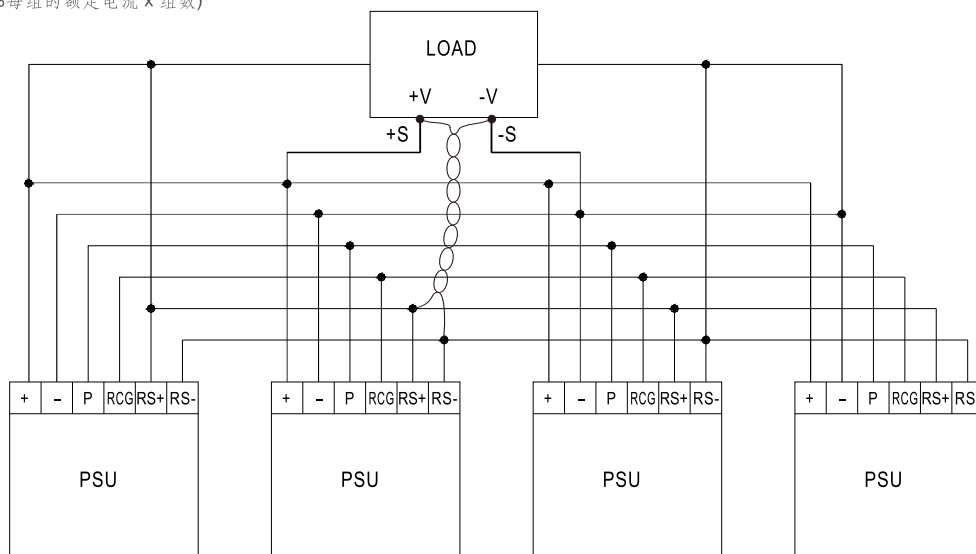 每组的额定电流 x 组数)
LOAD
+V -V
+S -S
+ - P RCG RS+ RS-
+ - P RCG RS+ RS-
+ - P RCG RS+ RS-
+ - P RCG RS+ RS
PSU PSU PSU PSU